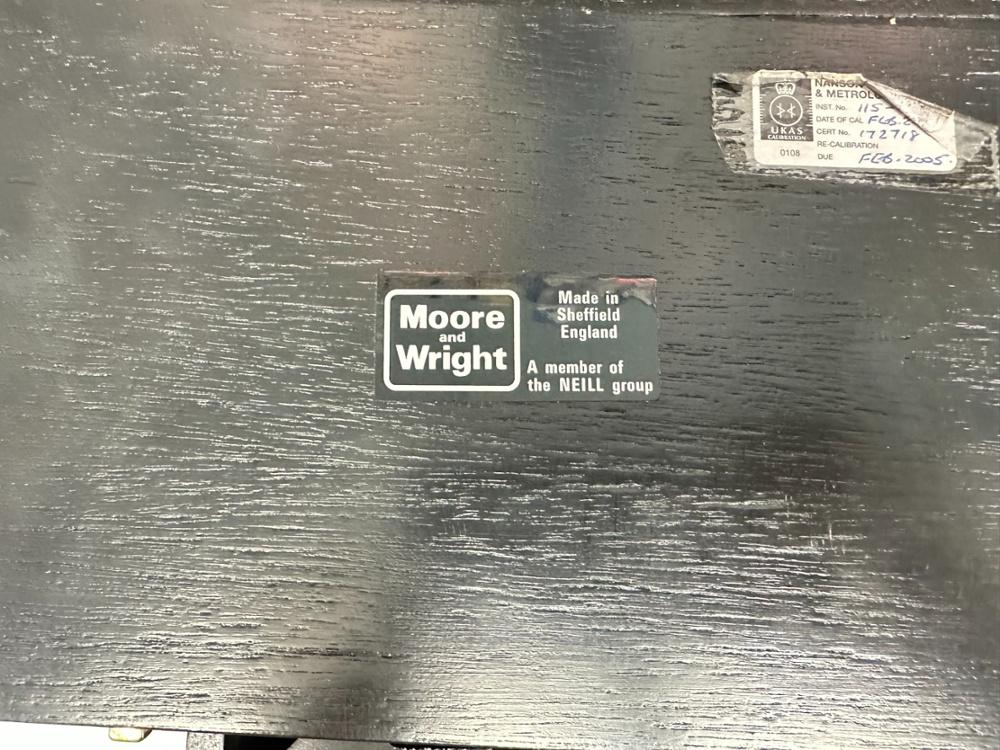 & METROL
INST. No. 115-
DATE OF CAL FEB.
UKAS
CALIBRATION
CERT No. 172718
RE-CALIBRATION
0108
DUE FEB. 2005.
Moore
and
Wright
Made in
Sheffield
England
A member of
the NEILL group